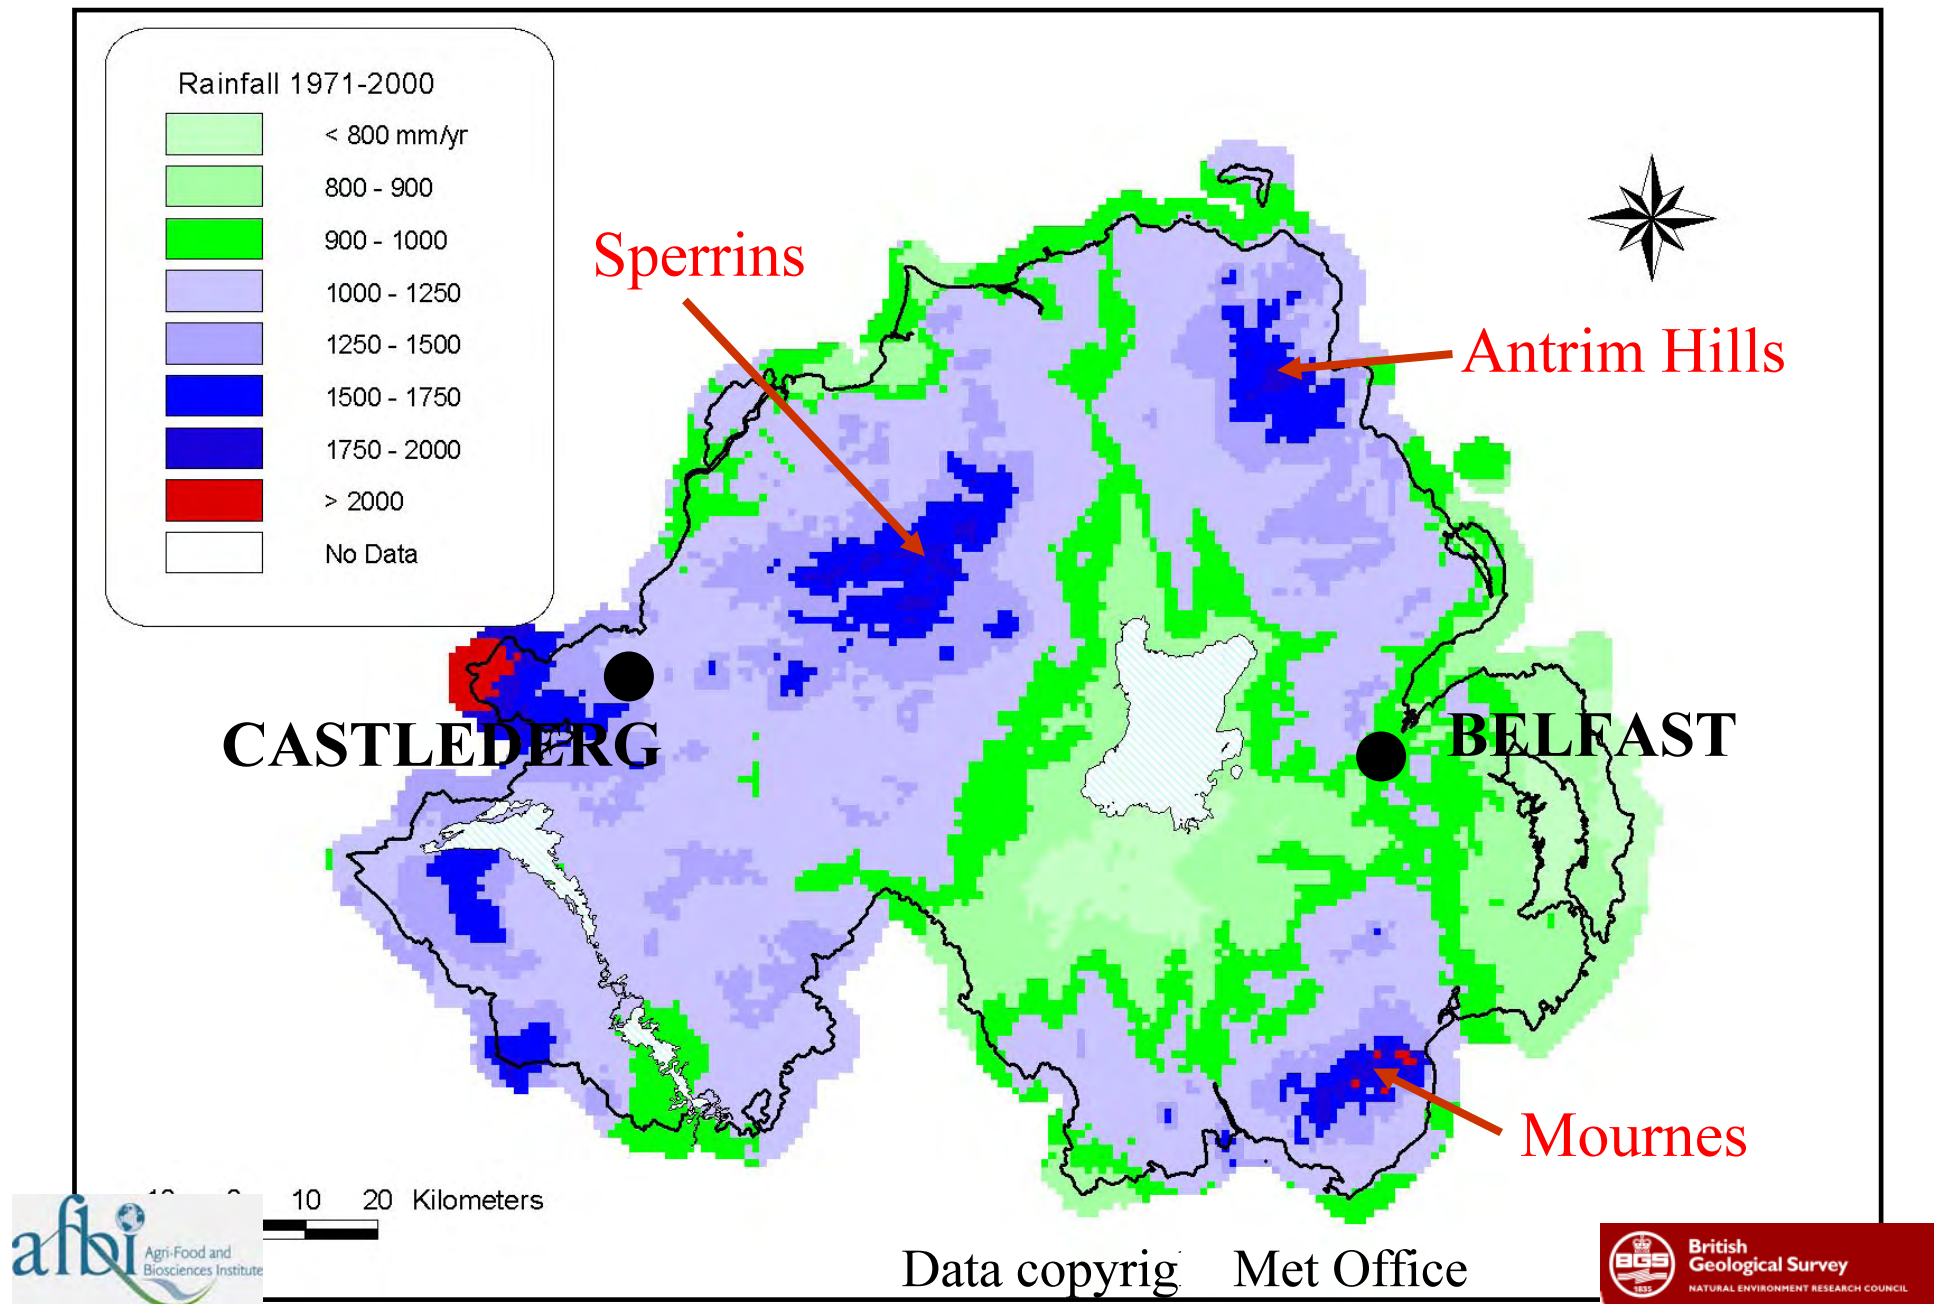 Rainfall 1971-2000
< 800 mm/yr
800 - 900
900 - 1000
1000 - 1250
1250 - 1500
1500 - 1750
1750 - 2000
> 2000
No Data
Sperrins
Antrim Hills
CASTLEDERG
BELFAST
Mournes
10 20 Kilometers
afbi
Agri-Food and
Biosciences Institute
Data copyrig Met Office
BGS
1835
British
Geological Survey
NATURAL ENVIRONMENT RESEARCH COUNCIL